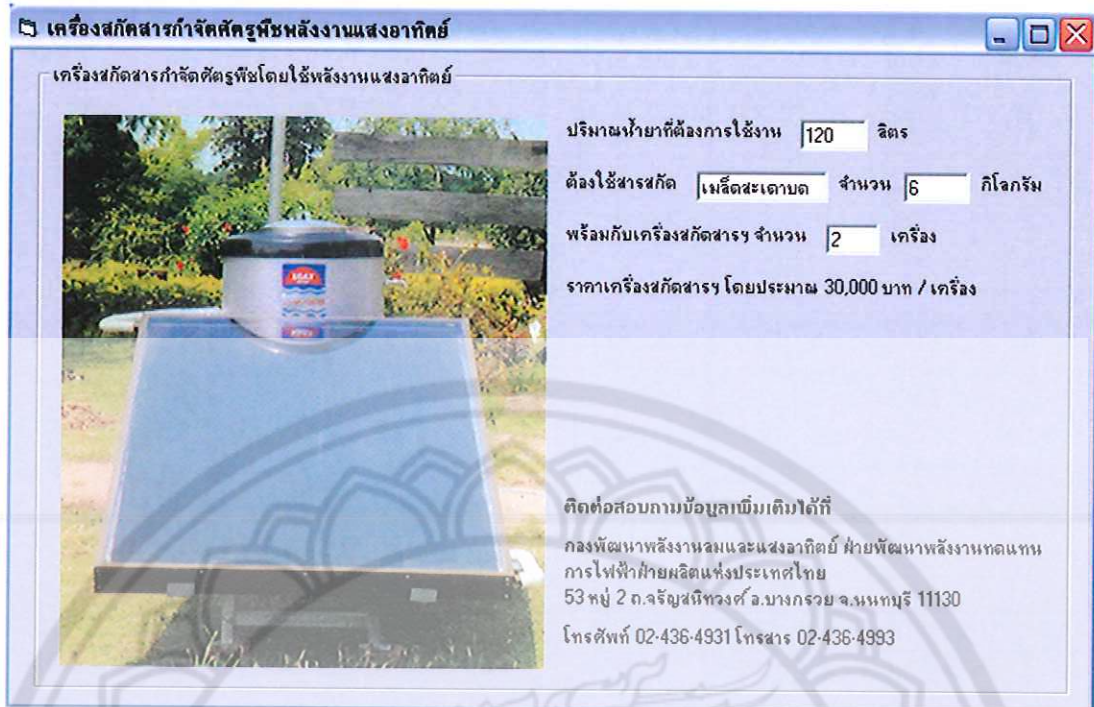 เครื่องสกัดสารกำจัดศัตรูพืชพลังงานแสงอาทิตย์
เครื่องสกัดสารกำจัดศัตรูพืชโดยใช้พลังงานแสงอาทิตย์
ปริมาณน้ำยาที่ต้องการใช้งาน 120 ลิตร
ต้องใช้สารสกัด เมล็ดสะเดาบด จำนวน 6 กิโลกรัม
พร้อมกับเครื่องสกัดสารฯ จำนวน 2 เครื่อง
ราคาเครื่องสกัดสารฯ โดยประมาณ 30,000 บาท / เครื่อง
ติดต่อสอบถามข้อมูลเพิ่มเติมได้ที่
กองพัฒนาพลังงานลมและแสงอาทิตย์ ฝ่ายพัฒนาพลังงานทดแทน
การไฟฟ้าฝ่ายผลิตแห่งประเทศไทย
53 หมู่ 2 ถ.จรัญสนิทวงศ์ อ.บางกรวย จ.นนทบุรี 11130
โทรศัพท์ 02-436-4931 โทรสาร 02-436-4993